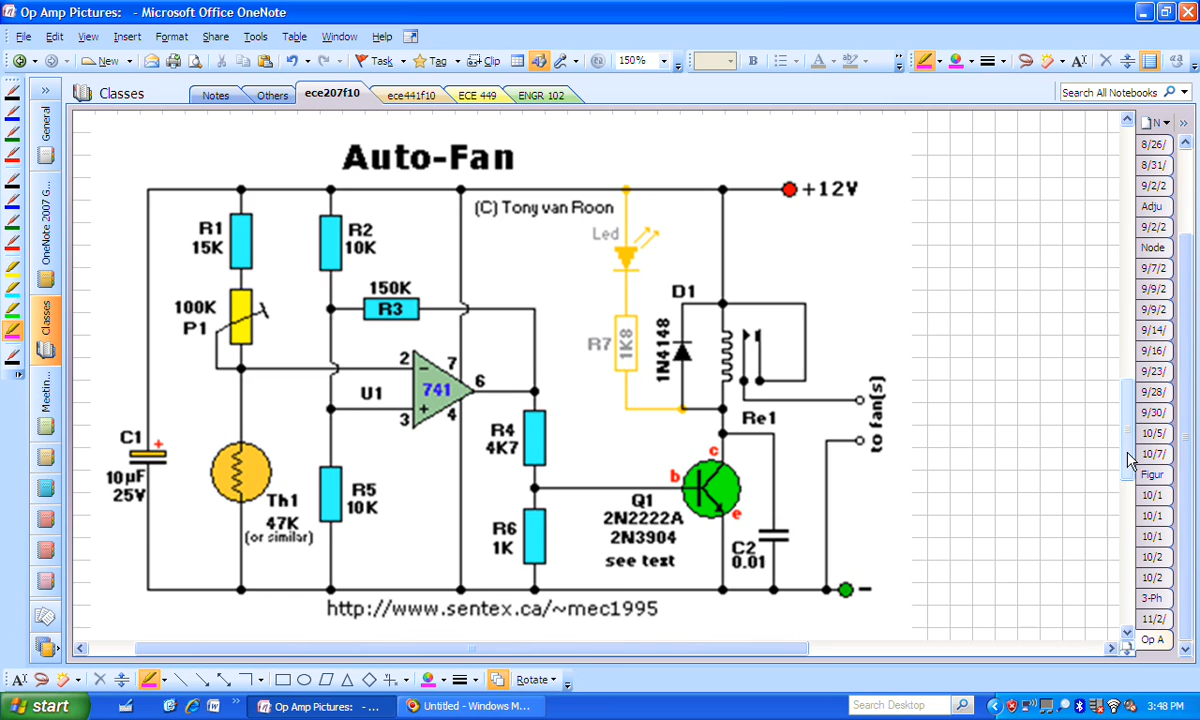 Op Amp Pictures: - Microsoft Office OneNote
File Edit View Insert Format Share Tools Table Window Help
New Task Tag Clip 150% B A ab A
Classes Notes Others ece207f10 ece441f10 ECE 449 ENGR 102 Search All Notebooks
General
OneNote 2007 G...
Classes
Meetin...
Auto-Fan
+12V
(C) Tony van Roon
R1
15K
R2
10K
Led
150K
R3
100K
P1
D1
1N4148
R7
1K8
2
7
U1
741
6
3
4
Re1
to fan(s)
C1
+
10µF
25V
R4
4K7
c
b
e
Th1
47K
(or similar)
R5
10K
R6
1K
Q1
2N2222A
2N3904
see text
C2
0.01
-
http://www.sentex.ca/~mec1995
N
8/26/
8/31/
9/2/2
Adju
9/2/2
Node
9/7/2
9/9/2
9/9/2
9/14/
9/16/
9/23/
9/28/
9/30/
10/5/
10/7/
Figur
10/1
10/1
10/1
10/2
10/2
3-Ph
11/2/
Op A
A Rotate
start Op Amp Pictures: - ... Untitled - Windows M... Search Desktop 3:48 PM